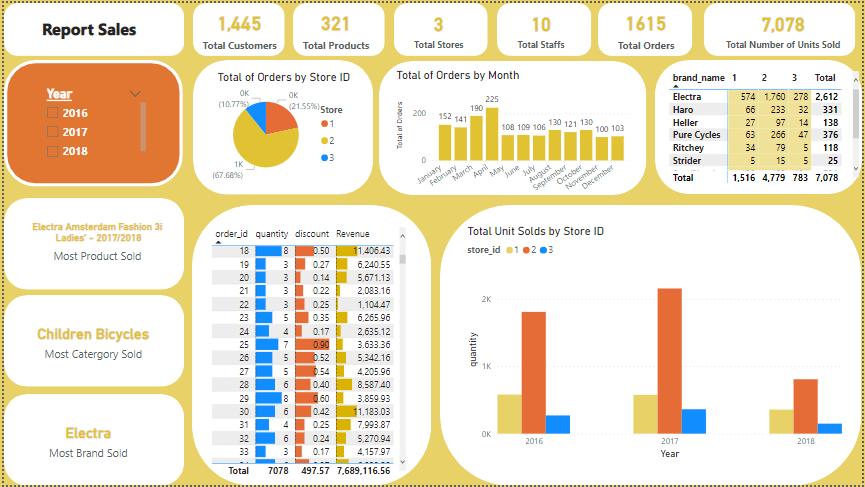 Report Sales
1,445
Total Customers
321
Total Products
3
Total Stores
10
Total Staffs
1615
Total Orders
7,078
Total Number of Units Sold
Year
2016
2017
2018
Total of Orders by Store ID
0K
(10.77%)
0K
(21.55%)
1K
(67.68%)
Store
1
2
3
Total of Orders by Month
Total of Orders
200
0
152 141 190 225 108 109 106 130 121 130 100 103
January February March April May June July August September October November December
brand_name 1 2 3 Total
Electra 574 1,760 278 2,612
Haro 66 233 32 331
Heller 27 97 14 138
Pure Cycles 63 266 47 376
Ritchey 34 79 5 118
Strider 5 15 5 25
Total 1,516 4,779 783 7,078
Electra Amsterdam Fashion 3i
Ladies' - 2017/2018
Most Product Sold
Children Bicycles
Most Catergory Sold
Electra
Most Brand Sold
order_id quantity discount Revenue
18 8 0.50 11,406.43
19 3 0.27 6,240.55
20 3 0.14 5,671.13
21 3 0.22 2,083.16
22 3 0.25 1,104.47
23 5 0.35 6,265.96
24 4 0.17 2,635.12
25 7 0.90 3,633.36
26 5 0.52 5,342.16
27 5 0.54 4,205.96
28 6 0.40 8,587.40
29 8 0.60 3,859.93
30 6 0.42 11,183.03
31 4 0.25 7,993.87
32 6 0.24 5,270.94
33 3 0.17 4,157.97
Total 7078 497.57 7,689,116.56
Total Unit Solds by Store ID
store_id 1 2 3
quantity
2K
1K
0K
2016 2017 2018
Year